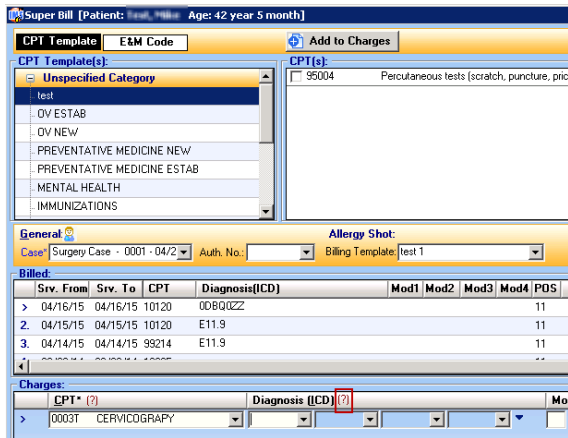 Super Bill [Patient: Age: 42 year 5 month]
CPT Template E&M Code Add to Charges
CPT Template(s): CPT(s):
Unspecified Category
95004 Percutaneous tests (scratch, puncture, pric
test
OV ESTAB
OV NEW
PREVENTATIVE MEDICINE NEW
PREVENTATIVE MEDICINE ESTAB
MENTAL HEALTH
IMMUNIZATIONS
General: Allergy Shot:
Case* Surgery Case - 0001 - 04/2 Auth. No.: Billing Template: test 1
Billed:
Srv. From Srv. To CPT Diagnosis(ICD) Mod1 Mod2 Mod3 Mod4 POS
> 04/16/15 04/16/15 10120 0DBQ0ZZ 11
2. 04/15/15 04/15/15 10120 E11.9 11
3. 04/14/15 04/14/15 99214 E11.9 11
Charges:
CPT* (?) Diagnosis (ICD) (?) Mo
> 0003T CERVICOGRAPY